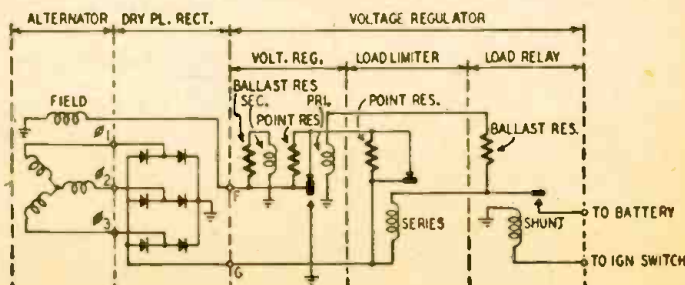 ALTERNATOR DRY PL. RECT. VOLTAGE REGULATOR
VOLT. REG. LOAD LIMITER LOAD RELAY
BALLAST RES.
SEC. PRI. POINT RES.
POINT RES.
FIELD
BALLAST RES.
ø1
ø2
ø3
F
SERIES
SHUNT
TO BATTERY
TO IGN SWITCH
G